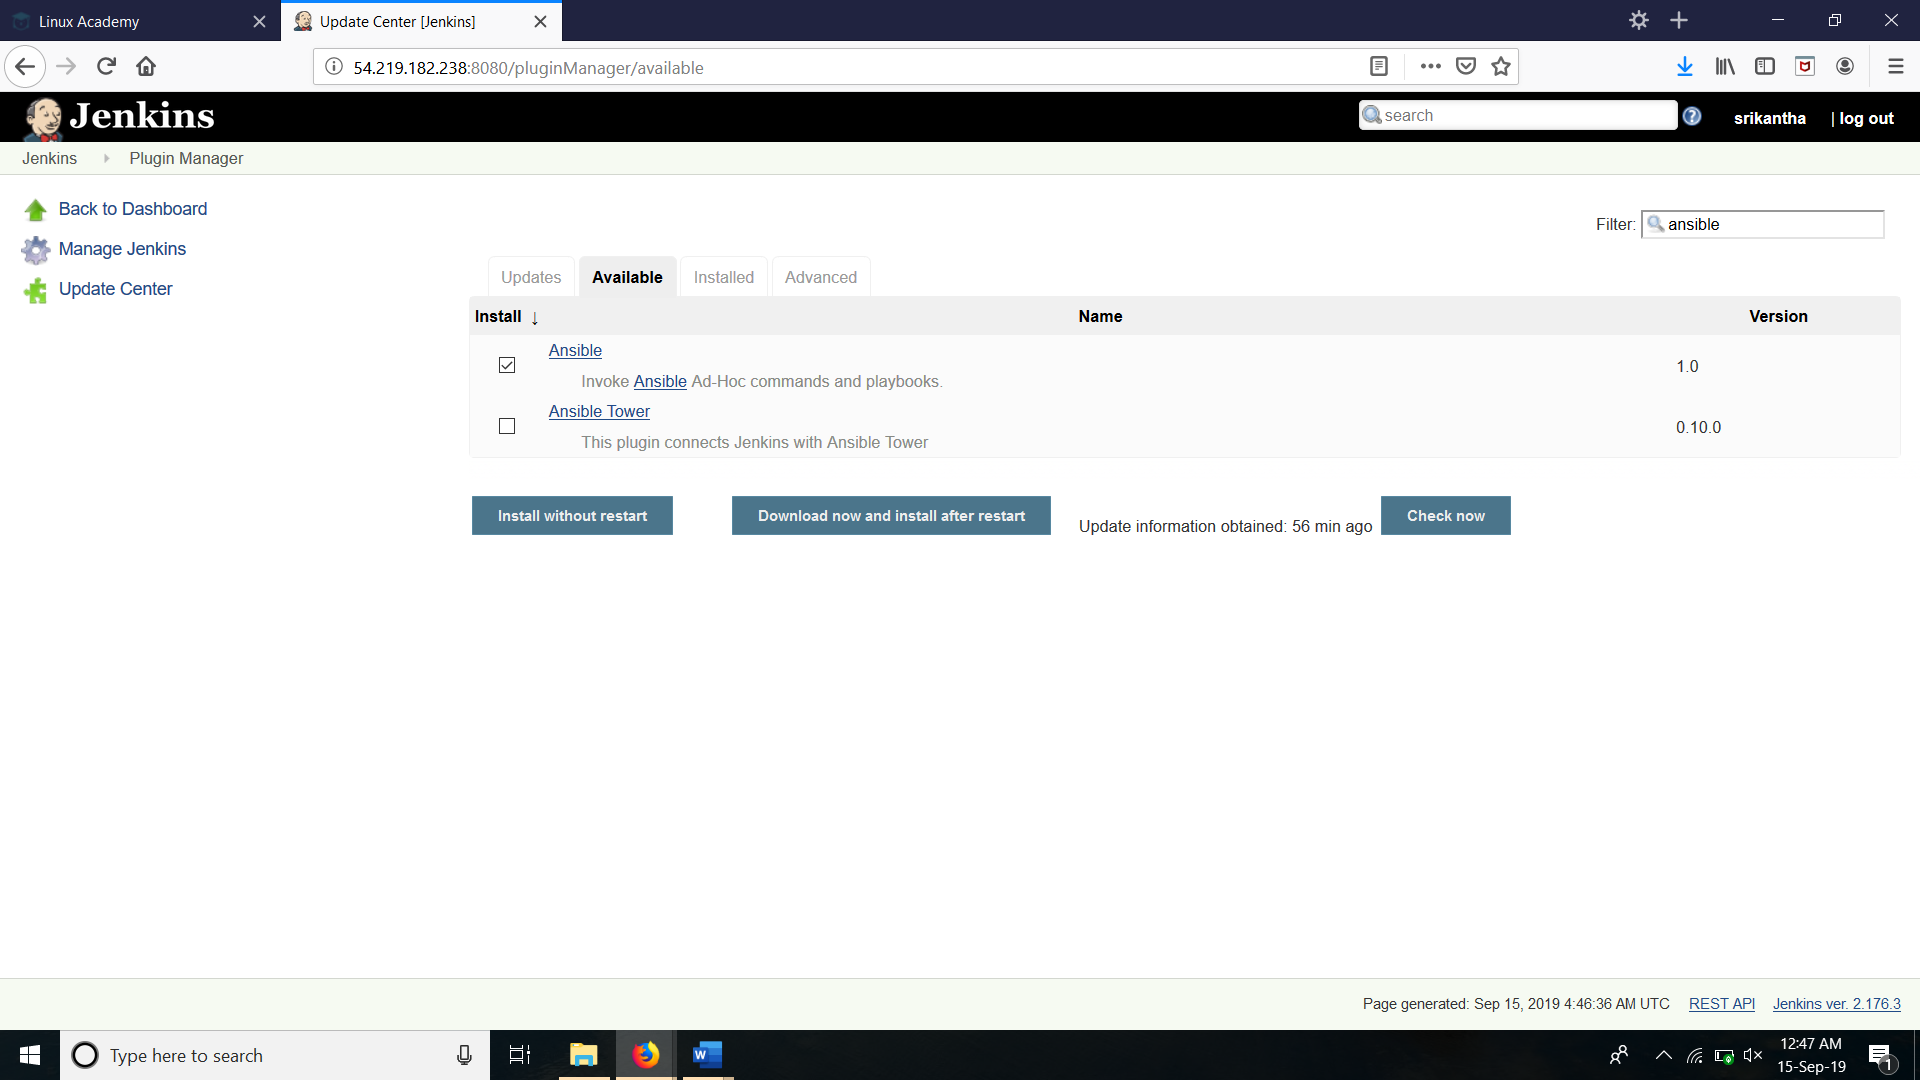 Linux Academy
Update Center [Jenkins]
54.219.182.238:8080/pluginManager/available
Jenkins
search
srikantha
| log out
Jenkins
Plugin Manager
Back to Dashboard
Manage Jenkins
Update Center
Filter: ansible
Updates
Available
Installed
Advanced
Install ↓
Name
Version
Ansible
Invoke Ansible Ad-Hoc commands and playbooks.
1.0
Ansible Tower
This plugin connects Jenkins with Ansible Tower
0.10.0
Install without restart
Download now and install after restart
Update information obtained: 56 min ago
Check now
Page generated: Sep 15, 2019 4:46:36 AM UTC
REST API
Jenkins ver. 2.176.3
Type here to search
12:47 AM
15-Sep-19
1